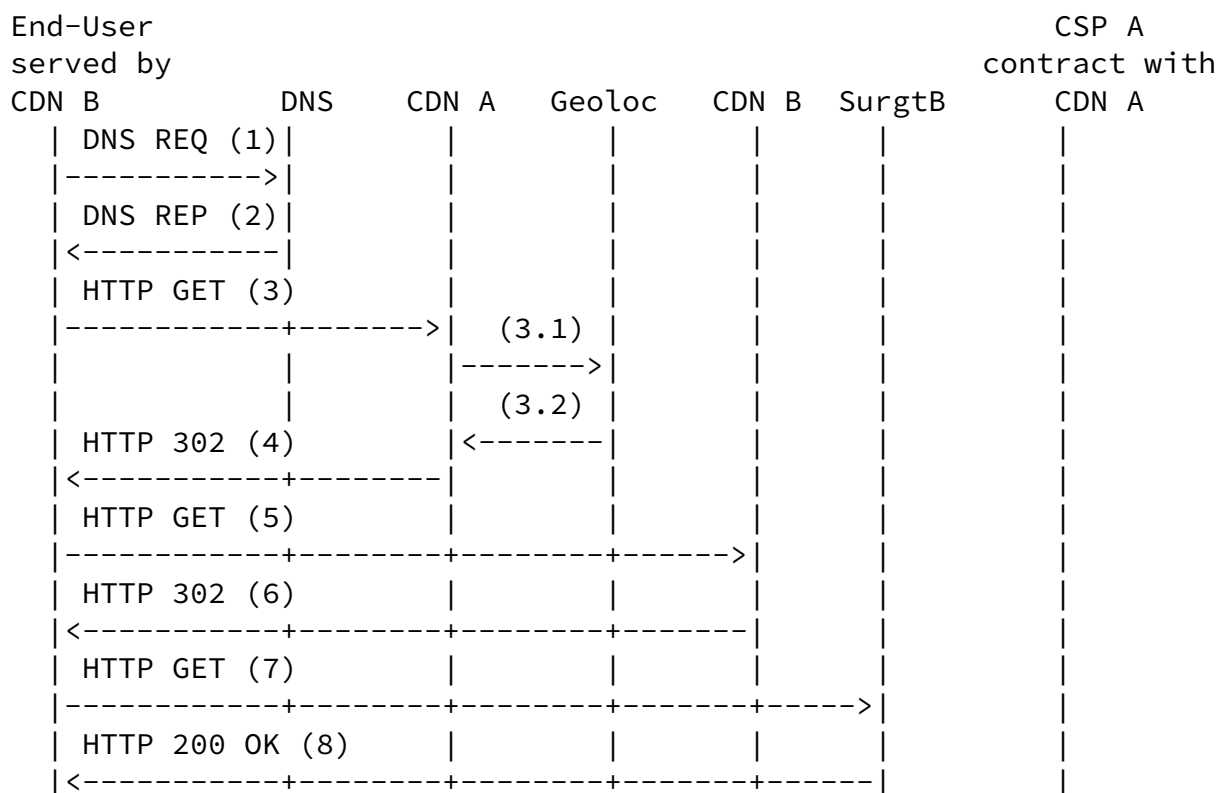 End-User CSP A
served by contract with
CDN B DNS CDN A Geoloc CDN B SurgtB CDN A
DNS REQ (1)
DNS REP (2)
HTTP GET (3)
(3.1)
(3.2)
HTTP 302 (4)
HTTP GET (5)
HTTP 302 (6)
HTTP GET (7)
HTTP 200 OK (8)